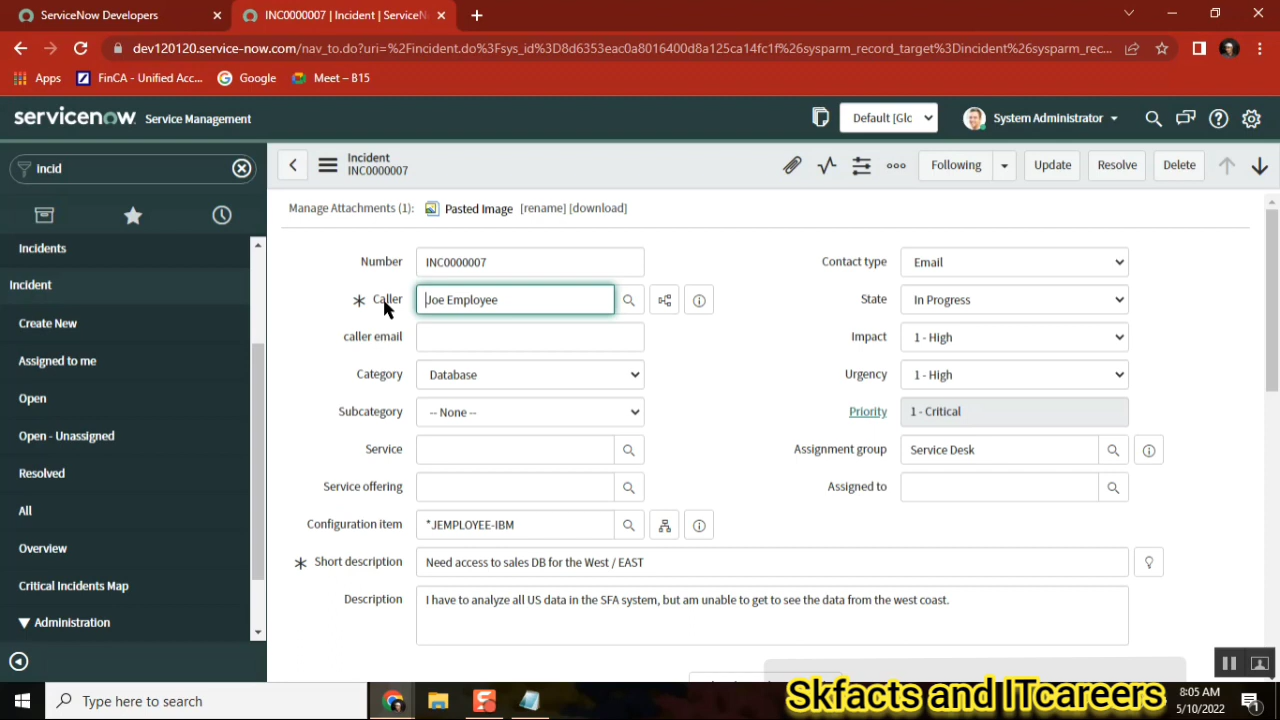 ServiceNow Developers
INC0000007 | Incident | ServiceN
dev120120.service-now.com/nav_to.do?uri=%2Fincident.do%3Fsys_id%3D8d6353eac0a8016400d8a125ca14fc1f%26sysparm_record_target%3Dincident%26sysparm_rec...
Apps
FinCA - Unified Acc...
Google
Meet – B15
servicenow Service Management
Default [Glc
System Administrator
incid
Incident
INC0000007
Following
Update
Resolve
Delete
Manage Attachments (1): Pasted Image [rename] [download]
Incidents
Incident
Create New
Assigned to me
Open
Open - Unassigned
Resolved
All
Overview
Critical Incidents Map
▼ Administration
Number INC0000007
Caller Joe Employee
caller email
Category Database
Subcategory -- None --
Service
Service offering
Configuration item *JEMPLOYEE-IBM
Contact type Email
State In Progress
Impact 1 - High
Urgency 1 - High
Priority 1 - Critical
Assignment group Service Desk
Assigned to
Short description Need access to sales DB for the West / EAST
Description I have to analyze all US data in the SFA system, but am unable to get to see the data from the west coast.
Type here to search
Skfacts and ITcareers
8:05 AM
5/10/2022
1